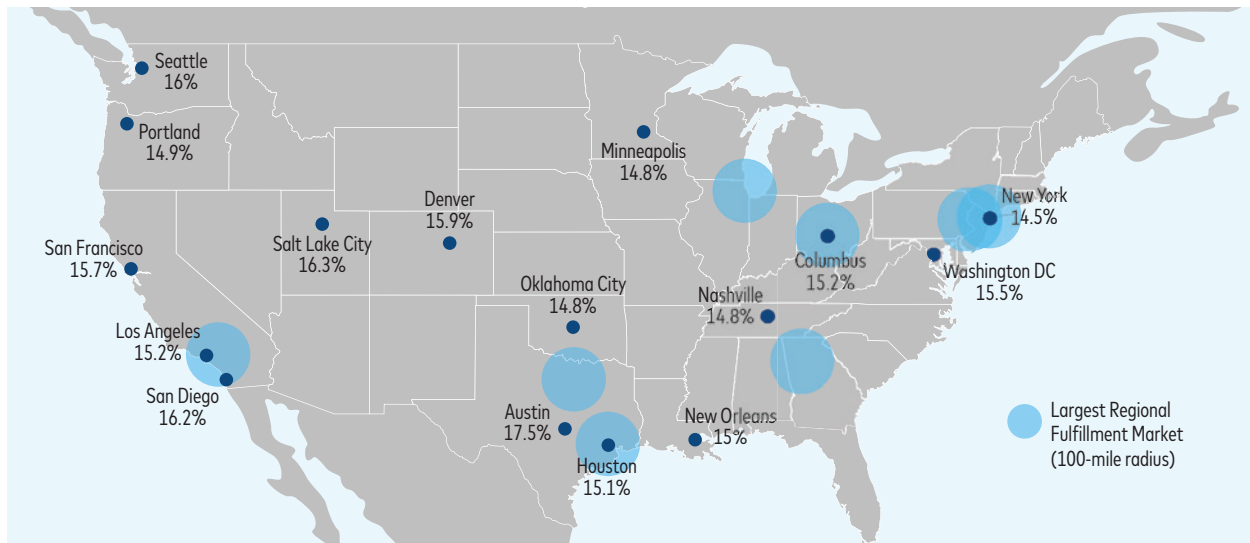 Seattle
16%
Portland
14.9%
Minneapolis
14.8%
Denver
15.9%
Salt Lake City
16.3%
San Francisco
15.7%
New York
14.5%
Columbus
15.2%
Washington DC
15.5%
Oklahoma City
14.8%
Nashville
14.8%
Los Angeles
15.2%
San Diego
16.2%
Austin
17.5%
Houston
15.1%
New Orleans
15%
Largest Regional
Fulfillment Market
(100-mile radius)